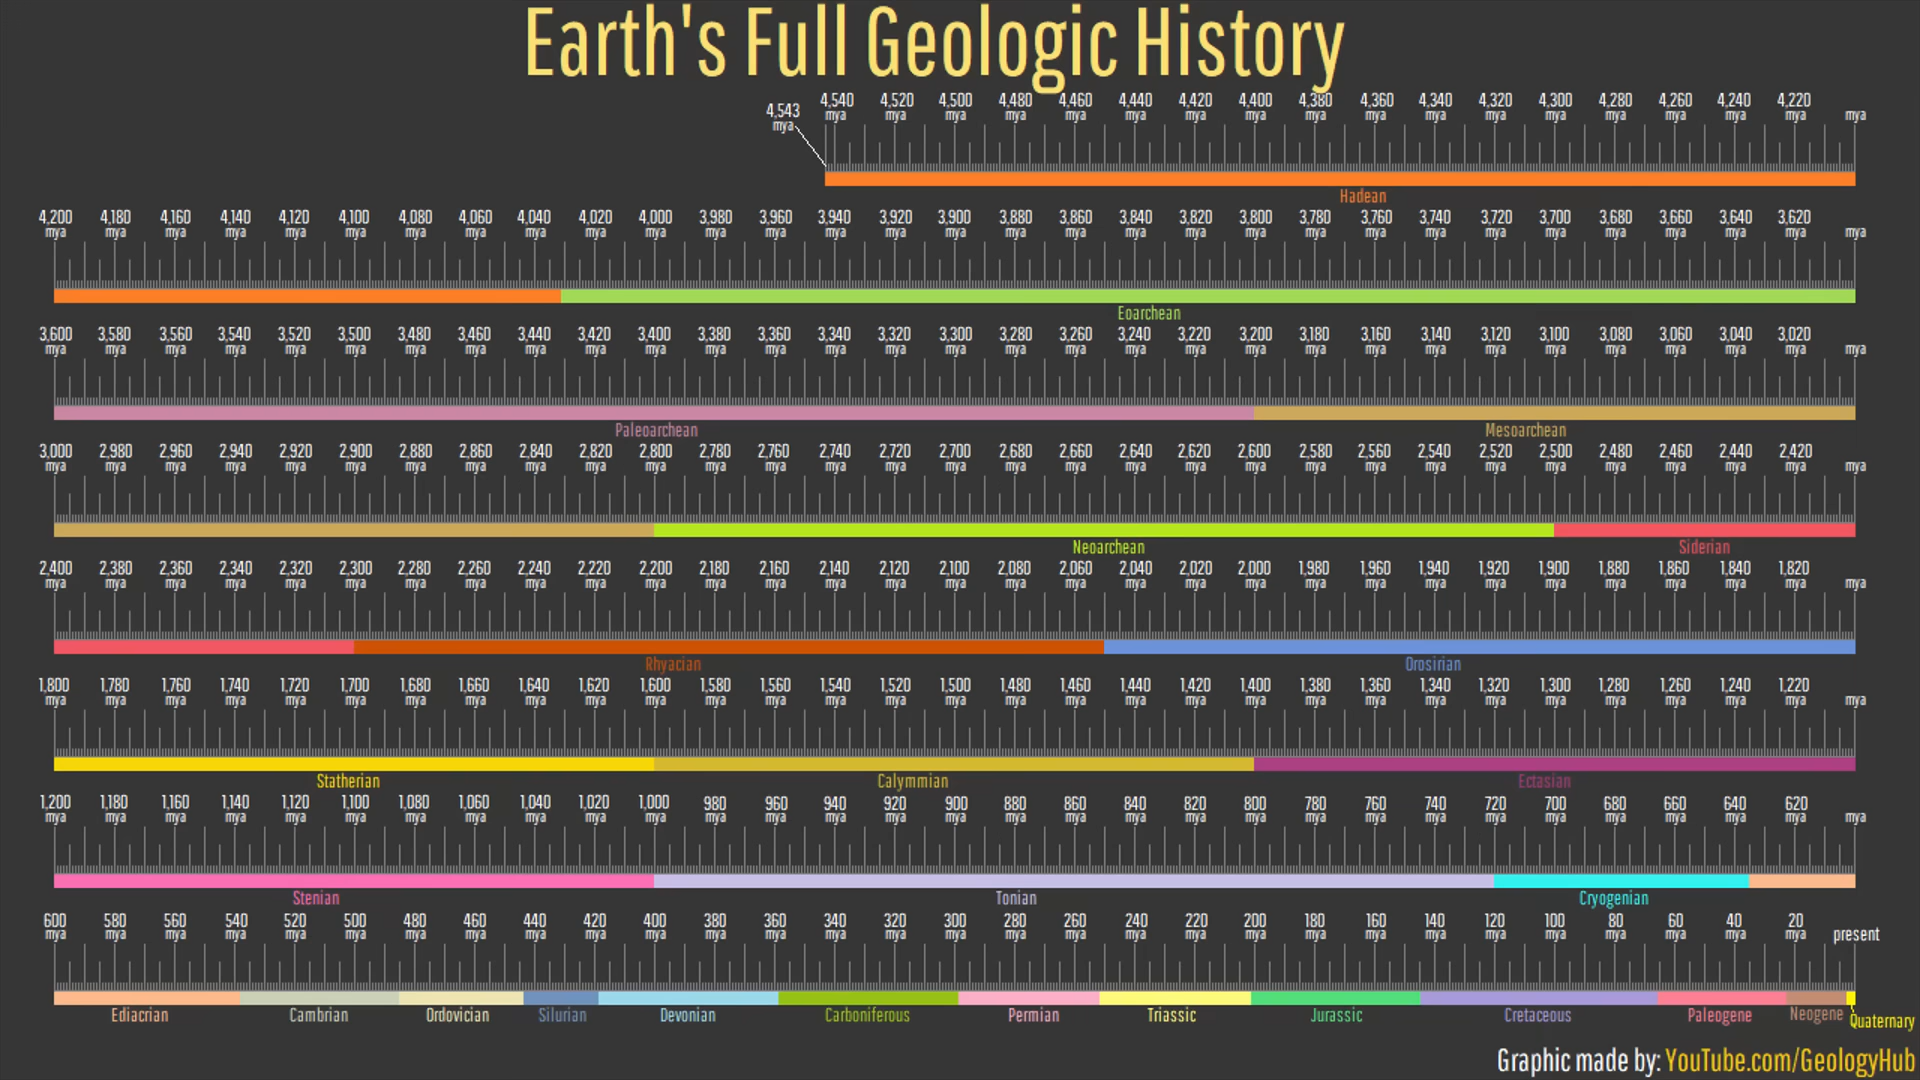 Earth's Full Geologic History
4,543 mya
4,540 mya 4,520 mya 4,500 mya 4,480 mya 4,460 mya 4,440 mya 4,420 mya 4,400 mya 4,380 mya 4,360 mya 4,340 mya 4,320 mya 4,300 mya 4,280 mya 4,260 mya 4,240 mya 4,220 mya mya
Hadean
4,200 mya 4,180 mya 4,160 mya 4,140 mya 4,120 mya 4,100 mya 4,080 mya 4,060 mya 4,040 mya 4,020 mya 4,000 mya 3,980 mya 3,960 mya 3,940 mya 3,920 mya 3,900 mya 3,880 mya 3,860 mya 3,840 mya 3,820 mya 3,800 mya 3,780 mya 3,760 mya 3,740 mya 3,720 mya 3,700 mya 3,680 mya 3,660 mya 3,640 mya 3,620 mya mya
Eoarchean
3,600 mya 3,580 mya 3,560 mya 3,540 mya 3,520 mya 3,500 mya 3,480 mya 3,460 mya 3,440 mya 3,420 mya 3,400 mya 3,380 mya 3,360 mya 3,340 mya 3,320 mya 3,300 mya 3,280 mya 3,260 mya 3,240 mya 3,220 mya 3,200 mya 3,180 mya 3,160 mya 3,140 mya 3,120 mya 3,100 mya 3,080 mya 3,060 mya 3,040 mya 3,020 mya mya
Paleoarchean Mesoarchean
3,000 mya 2,980 mya 2,960 mya 2,940 mya 2,920 mya 2,900 mya 2,880 mya 2,860 mya 2,840 mya 2,820 mya 2,800 mya 2,780 mya 2,760 mya 2,740 mya 2,720 mya 2,700 mya 2,680 mya 2,660 mya 2,640 mya 2,620 mya 2,600 mya 2,580 mya 2,560 mya 2,540 mya 2,520 mya 2,500 mya 2,480 mya 2,460 mya 2,440 mya 2,420 mya mya
Neoarchean Siderian
2,400 mya 2,380 mya 2,360 mya 2,340 mya 2,320 mya 2,300 mya 2,280 mya 2,260 mya 2,240 mya 2,220 mya 2,200 mya 2,180 mya 2,160 mya 2,140 mya 2,120 mya 2,100 mya 2,080 mya 2,060 mya 2,040 mya 2,020 mya 2,000 mya 1,980 mya 1,960 mya 1,940 mya 1,920 mya 1,900 mya 1,880 mya 1,860 mya 1,840 mya 1,820 mya mya
Rhyacian Orosirian
1,800 mya 1,780 mya 1,760 mya 1,740 mya 1,720 mya 1,700 mya 1,680 mya 1,660 mya 1,640 mya 1,620 mya 1,600 mya 1,580 mya 1,560 mya 1,540 mya 1,520 mya 1,500 mya 1,480 mya 1,460 mya 1,440 mya 1,420 mya 1,400 mya 1,380 mya 1,360 mya 1,340 mya 1,320 mya 1,300 mya 1,280 mya 1,260 mya 1,240 mya 1,220 mya mya
Statherian Calymmian Ectasian
1,200 mya 1,180 mya 1,160 mya 1,140 mya 1,120 mya 1,100 mya 1,080 mya 1,060 mya 1,040 mya 1,020 mya 1,000 mya 980 mya 960 mya 940 mya 920 mya 900 mya 880 mya 860 mya 840 mya 820 mya 800 mya 780 mya 760 mya 740 mya 720 mya 700 mya 680 mya 660 mya 640 mya 620 mya mya
Stenian Tonian Cryogenian
600 mya 580 mya 560 mya 540 mya 520 mya 500 mya 480 mya 460 mya 440 mya 420 mya 400 mya 380 mya 360 mya 340 mya 320 mya 300 mya 280 mya 260 mya 240 mya 220 mya 200 mya 180 mya 160 mya 140 mya 120 mya 100 mya 80 mya 60 mya 40 mya 20 mya present
Ediacrian Cambrian Ordovician Silurian Devonian Carboniferous Permian Triassic Jurassic Cretaceous Paleogene Neogene Quaternary
Graphic made by: YouTube.com/GeologyHub